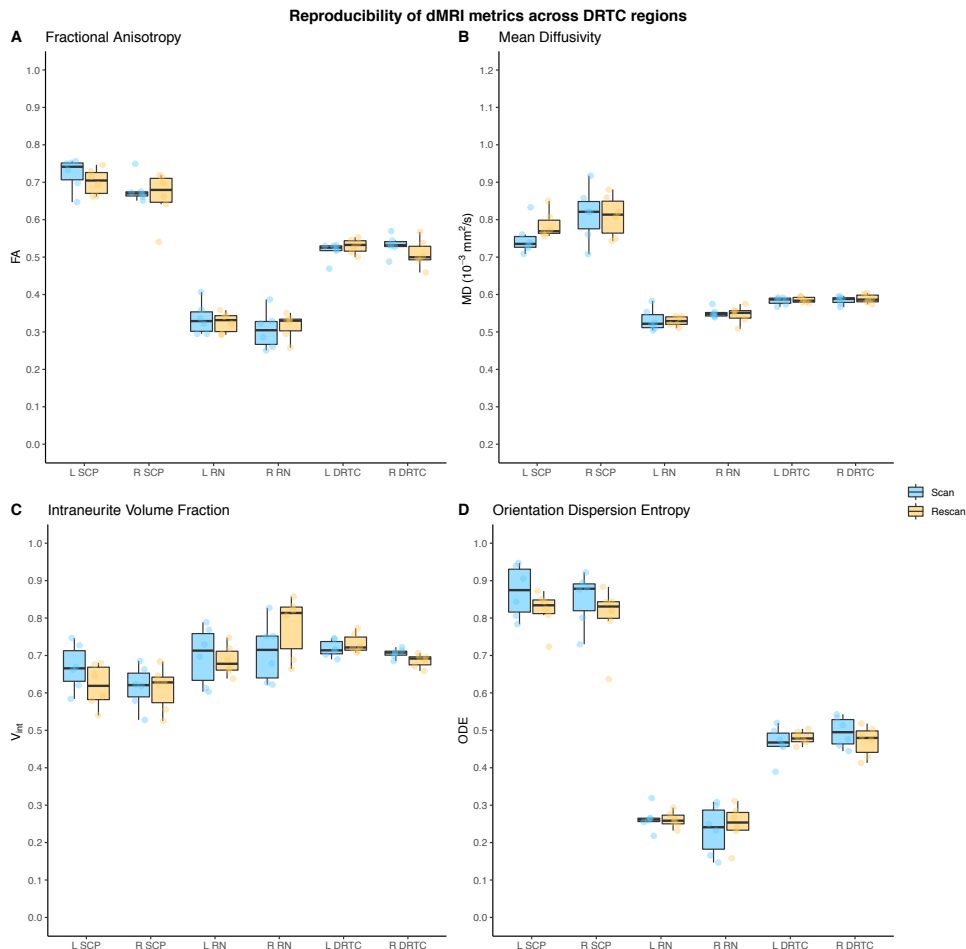 Reproducibility of dMRI metrics across DRTC regions
A Fractional Anisotropy
1.0
0.9
0.8
0.7
0.6
0.5
0.4
0.3
0.2
0.1
0.0
FA
L SCP R SCP L RN R RN L DRTC R DRTC
B Mean Diffusivity
1.2
1.1
1.0
0.9
0.8
0.7
0.6
0.5
0.4
0.3
0.2
MD (10⁻³ mm²/s)
L SCP R SCP L RN R RN L DRTC R DRTC
Scan
Rescan
C Intraneurite Volume Fraction
1.0
0.9
0.8
0.7
0.6
0.5
0.4
0.3
0.2
0.1
0.0
V_int
L SCP R SCP L RN R RN L DRTC R DRTC
D Orientation Dispersion Entropy
1.0
0.9
0.8
0.7
0.6
0.5
0.4
0.3
0.2
0.1
0.0
ODE
L SCP R SCP L RN R RN L DRTC R DRTC